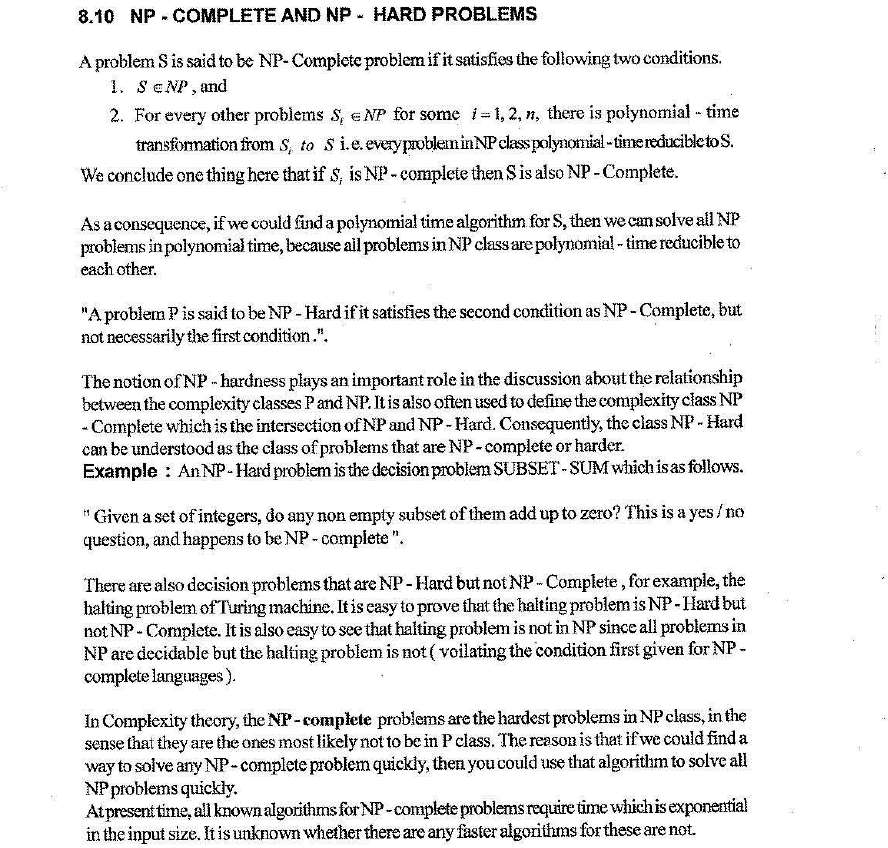 8.10 NP - COMPLETE AND NP - HARD PROBLEMS
A problem S is said to be NP- Complete problem if it satisfies the following two conditions.
1. S ∈ NP , and
2. For every other problems Sᵢ ∈ NP for some i = 1, 2, n, there is polynomial - time
transformation from Sᵢ to S i. e. every problem in NP class polynomial - time reducible to S.
We conclude one thing here that if Sᵢ is NP - complete then S is also NP - Complete.
As a consequence, if we could find a polynomial time algorithm for S, then we can solve all NP
problems in polynomial time, because all problems in NP class are polynomial - time reducible to
each other.
"A problem P is said to be NP - Hard if it satisfies the second condition as NP - Complete, but
not necessarily the first condition .".
The notion of NP - hardness plays an important role in the discussion about the relationship
between the complexity classes P and NP. It is also often used to define the complexity class NP
- Complete which is the intersection of NP and NP - Hard. Consequently, the class NP - Hard
can be understood as the class of problems that are NP - complete or harder.
Example : An NP - Hard problem is the decision problem SUBSET - SUM which is as follows.
" Given a set of integers, do any non empty subset of them add up to zero? This is a yes / no
question, and happens to be NP - complete ".
There are also decision problems that are NP - Hard but not NP - Complete , for example, the
halting problem of Turing machine. It is easy to prove that the halting problem is NP - Hard but
not NP - Complete. It is also easy to see that halting problem is not in NP since all problems in
NP are decidable but the halting problem is not ( voilating the condition first given for NP -
complete languages ).
In Complexity theory, the NP - complete problems are the hardest problems in NP class, in the
sense that they are the ones most likely not to be in P class. The reason is that if we could find a
way to solve any NP - complete problem quickly, then you could use that algorithm to solve all
NP problems quickly.
At present time, all known algorithms for NP - complete problems require time which is exponential
in the input size. It is unknown whether there are any faster algorithms for these are not.